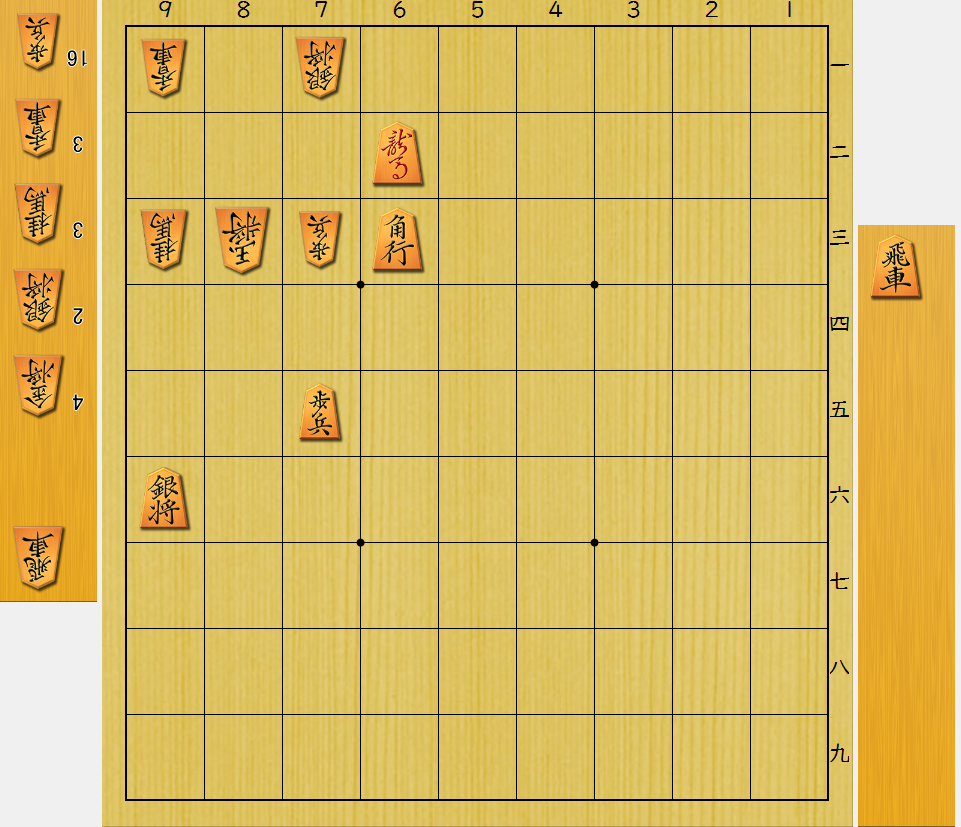 9 8 7 6 5 4 3 2 1
一
二
三
四
五
六
七
八
九
歩兵 16
香車 3
桂馬 3
銀将 2
金将 4
飛車
香車 銀将
龍馬
桂馬 玉将 歩兵 角行
歩兵
銀将
飛車